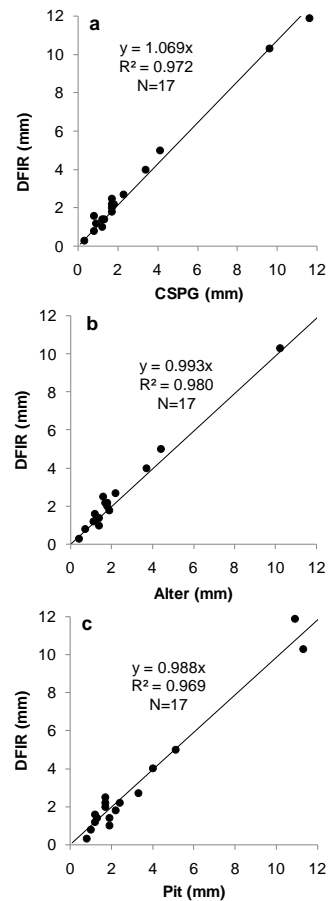 a
y = 1.069x
R² = 0.972
N=17
DFIR (mm)
12
10
8
6
4
2
0
0 2 4 6 8 10 12
CSPG (mm)
b
y = 0.993x
R² = 0.980
N=17
DFIR (mm)
12
10
8
6
4
2
0
0 2 4 6 8 10 12
Alter (mm)
c
y = 0.988x
R² = 0.969
N=17
DFIR (mm)
12
10
8
6
4
2
0
0 2 4 6 8 10 12
Pit (mm)